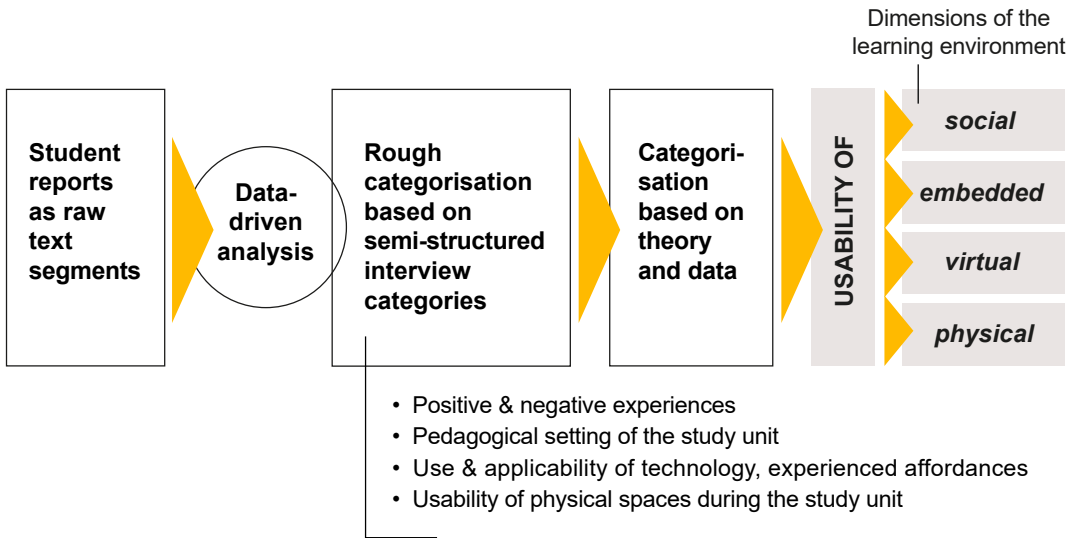 Dimensions of the
learning environment
Student
reports
as raw
text
segments
Data-
driven
analysis
Rough
categorisation
based on
semi-structured
interview
categories
Categori-
sation
based on
theory
and data
USABILITY OF
social
embedded
virtual
physical
• Positive & negative experiences
• Pedagogical setting of the study unit
• Use & applicability of technology, experienced affordances
• Usability of physical spaces during the study unit